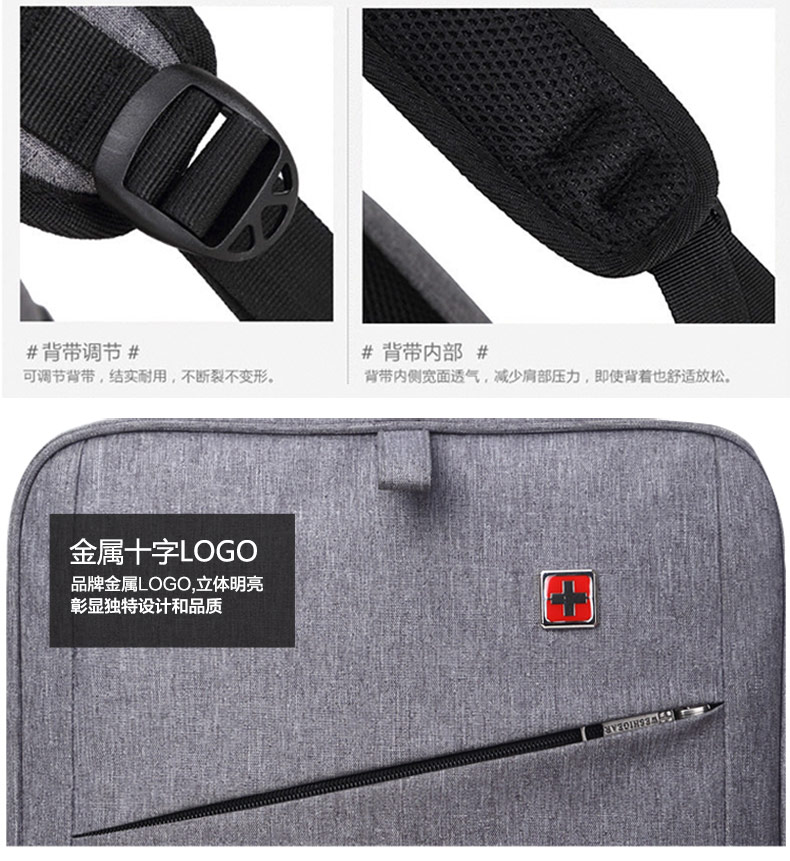 # 背带调节 #
可调节背带，结实耐用，不断裂不变形。
# 背带内部 #
背带内侧宽面透气，减少肩部压力，即使背着也舒适放松。
金属十字LOGO
品牌金属LOGO,立体明亮
彰显独特设计和品质